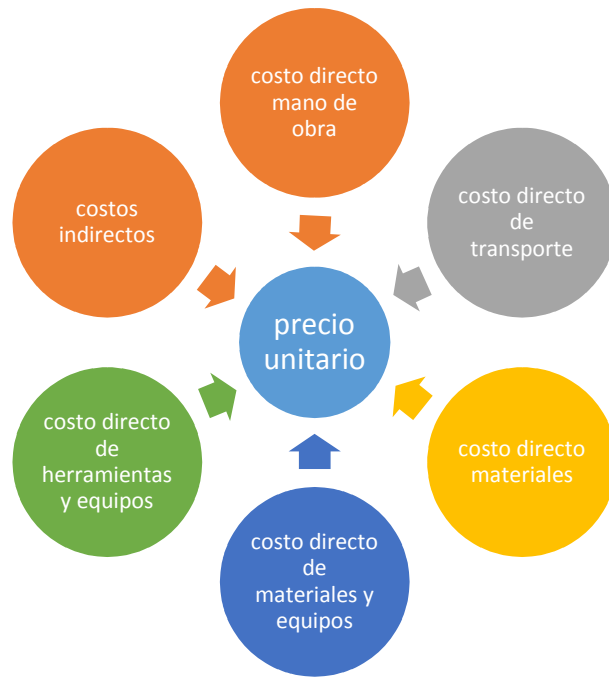 costo directo
mano de
obra
costo directo
de
transporte
costo directo
materiales
costo directo
de
materiales y
equipos
costo directo
de
herramientas
y equipos
costos
indirectos
precio
unitario